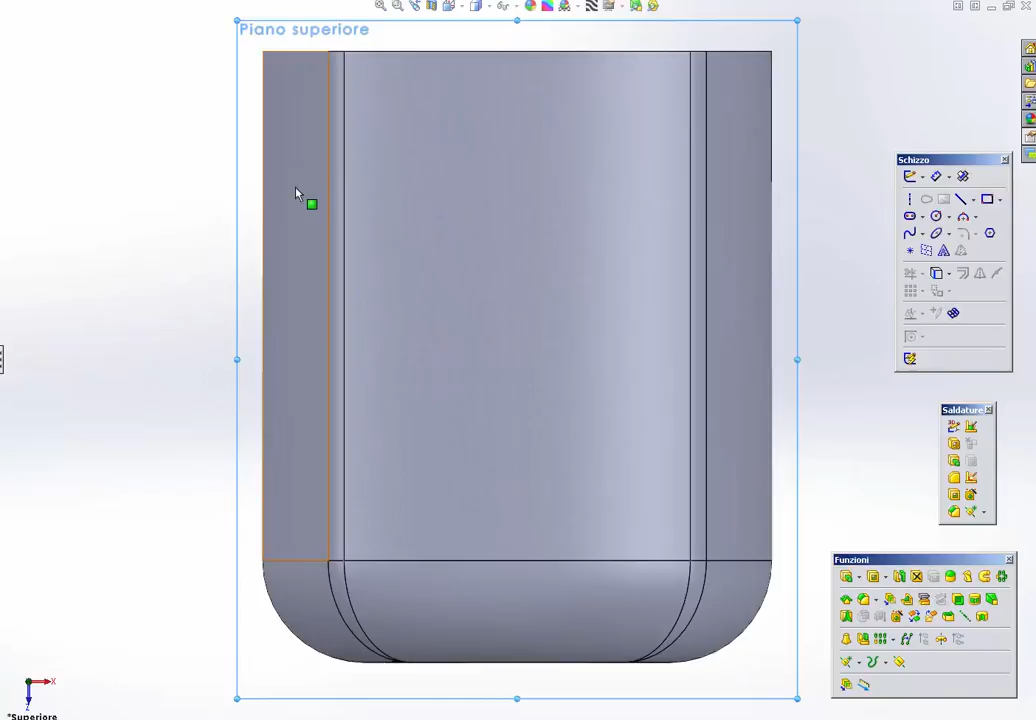 Piano superiore
Schizzo
Saldature
Funzioni
X
Z
*Superiore